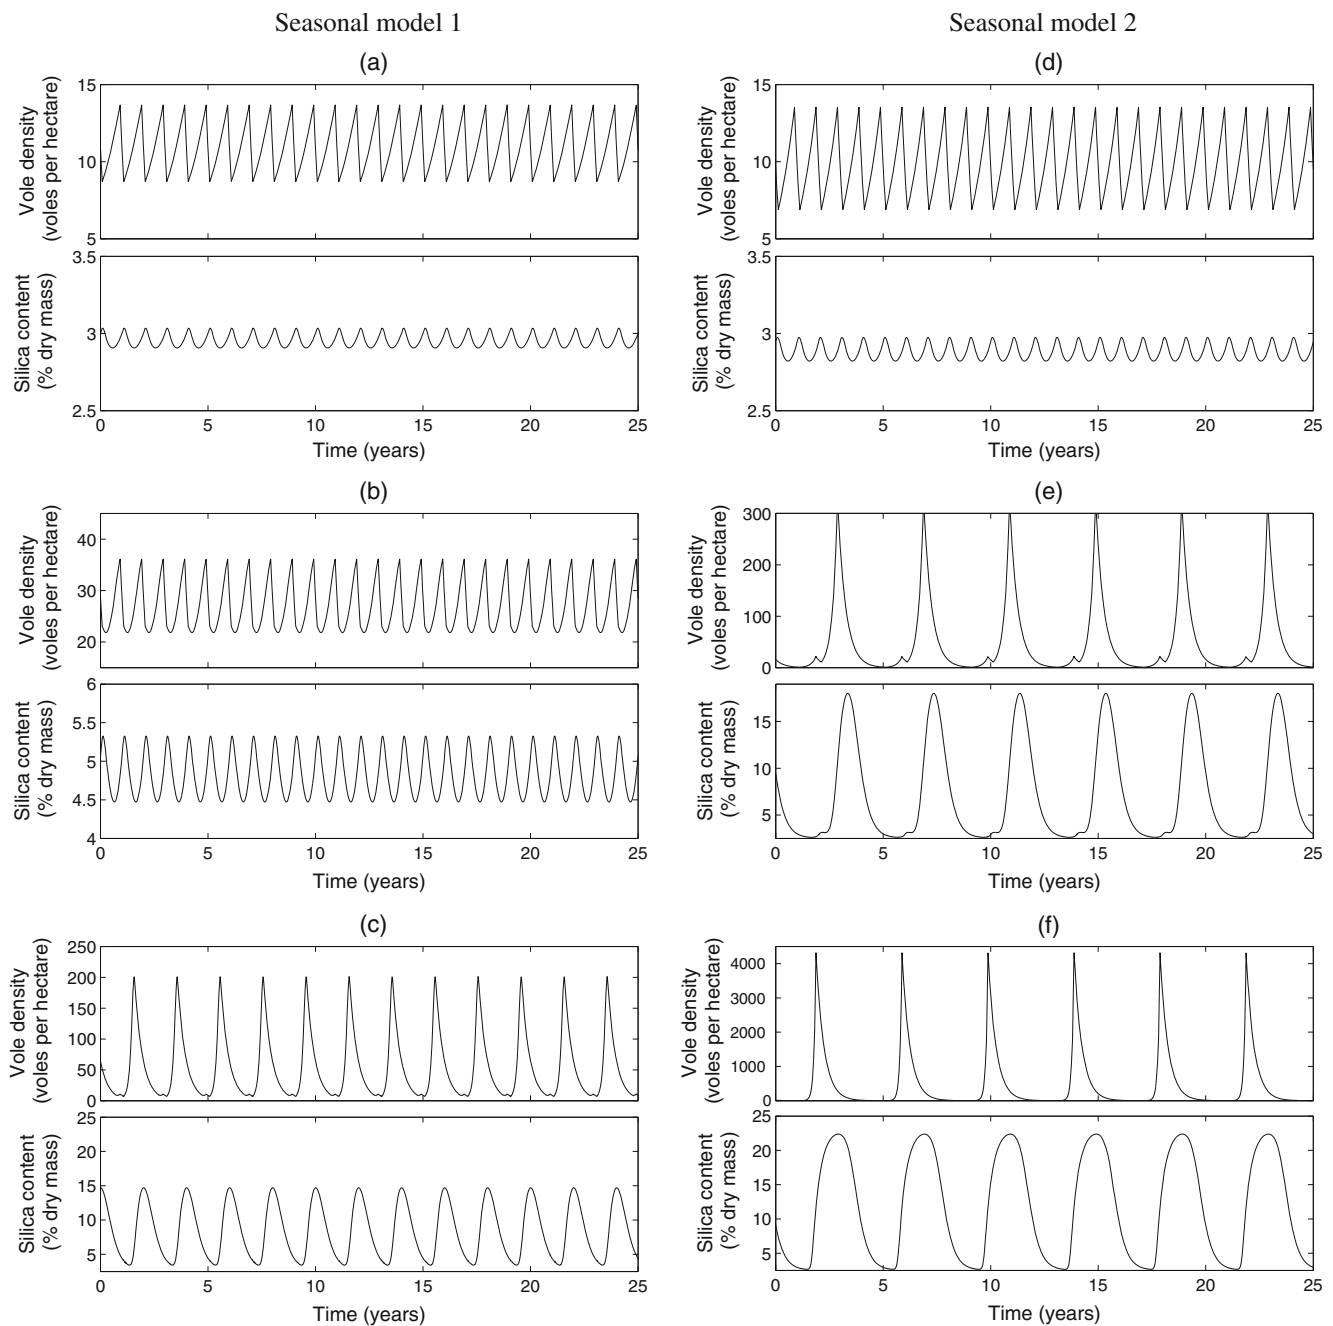 Seasonal model 1
Seasonal model 2
(a)
Vole density
(voles per hectare)
15
10
5
Silica content
(% dry mass)
3.5
3
2.5
0 5 10 15 20 25
Time (years)
(d)
Vole density
(voles per hectare)
15
10
5
Silica content
(% dry mass)
3.5
3
2.5
0 5 10 15 20 25
Time (years)
(b)
Vole density
(voles per hectare)
40
30
20
Silica content
(% dry mass)
6
5.5
5
4.5
4
0 5 10 15 20 25
Time (years)
(e)
Vole density
(voles per hectare)
300
200
100
0
Silica content
(% dry mass)
15
10
5
0 5 10 15 20 25
Time (years)
(c)
Vole density
(voles per hectare)
250
200
150
100
50
0
Silica content
(% dry mass)
25
20
15
10
5
0 5 10 15 20 25
Time (years)
(f)
Vole density
(voles per hectare)
4000
3000
2000
1000
0
Silica content
(% dry mass)
25
20
15
10
5
0 5 10 15 20 25
Time (years)